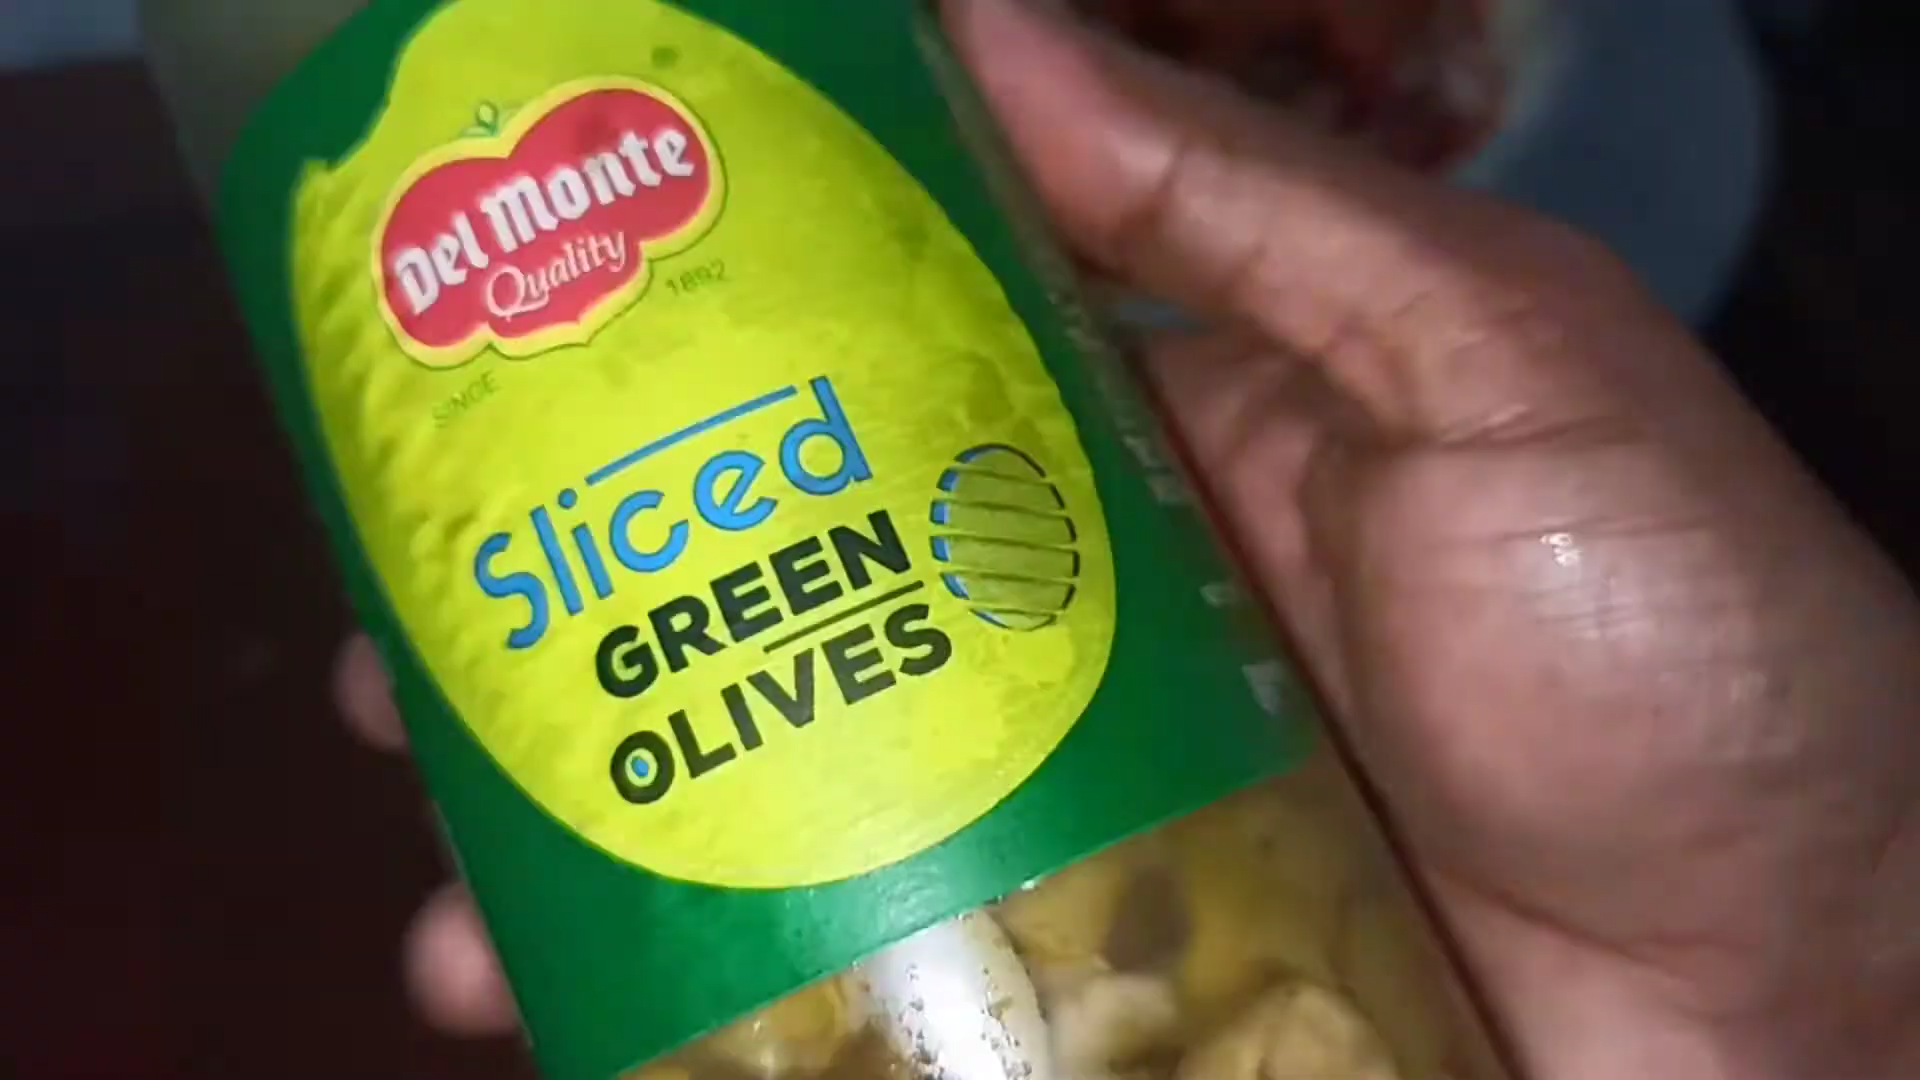 Del Monte
Quality
SINCE 1892
Sliced
GREEN
OLIVES